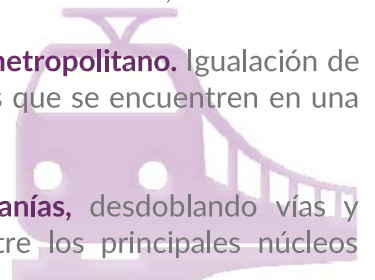 metropolitano. Igualación de
s que se encuentren en una
anías, desdoblando vías y
tre los principales núcleos